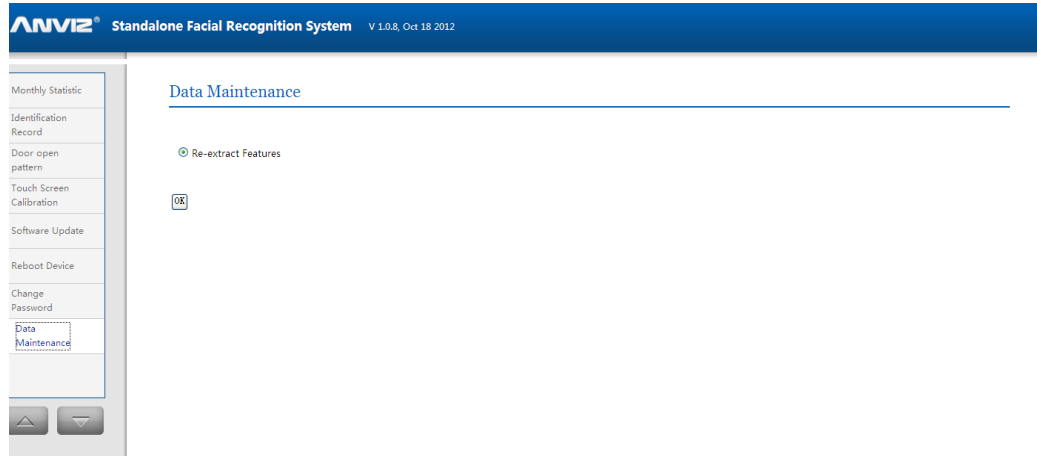 ANVIZ® Standalone Facial Recognition System V 1.0.8, Oct 18 2012
Monthly Statistic
Identification
Record
Door open
pattern
Touch Screen
Calibration
Software Update
Reboot Device
Change
Password
Data
Maintenance
Data Maintenance
Re-extract Features
OK